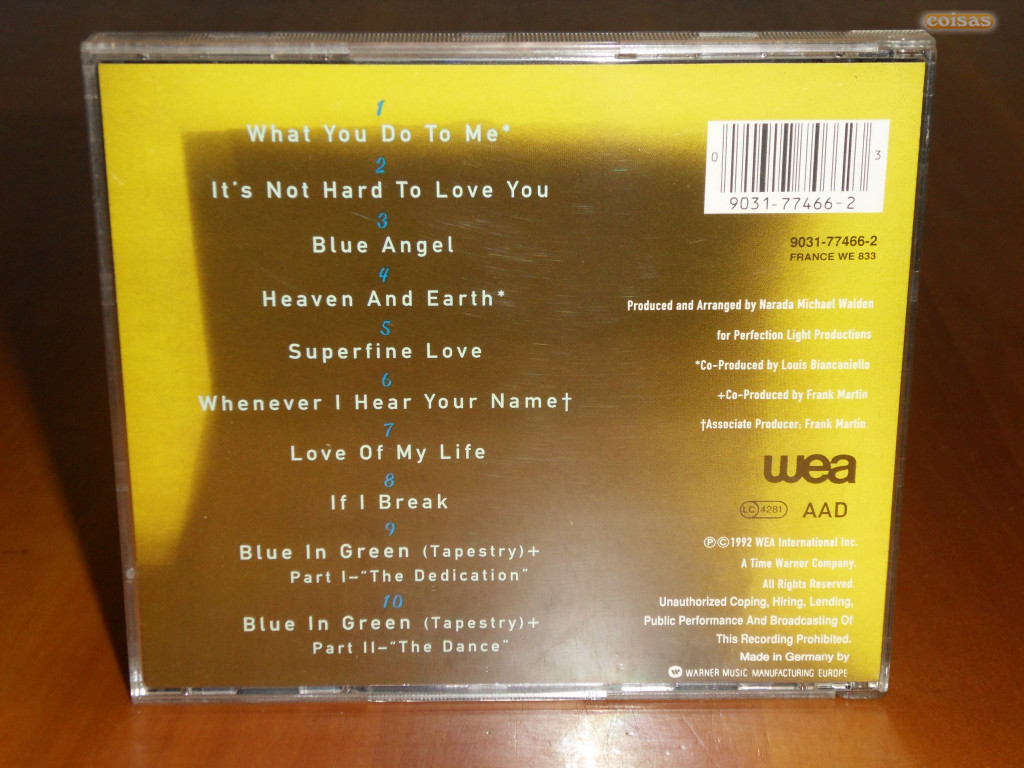 coisas
1
What You Do To Me*
2
It's Not Hard To Love You
3
Blue Angel
4
Heaven And Earth*
5
Superfine Love
6
Whenever I Hear Your Name†
7
Love Of My Life
8
If I Break
9
Blue In Green (Tapestry)+
Part I–"The Dedication"
10
Blue In Green (Tapestry)+
Part II–"The Dance"
0 3
9031-77466-2
9031-77466-2
FRANCE WE 833
Produced and Arranged by Narada Michael Walden
for Perfection Light Productions
*Co-Produced by Louis Biancaniello
+Co-Produced by Frank Martin
†Associate Producer: Frank Martin
wea
LC 4281 AAD
℗©1992 WEA International Inc.
A Time Warner Company.
All Rights Reserved.
Unauthorized Coping, Hiring, Lending,
Public Performance And Broadcasting Of
This Recording Prohibited.
Made in Germany by
WARNER MUSIC MANUFACTURING EUROPE